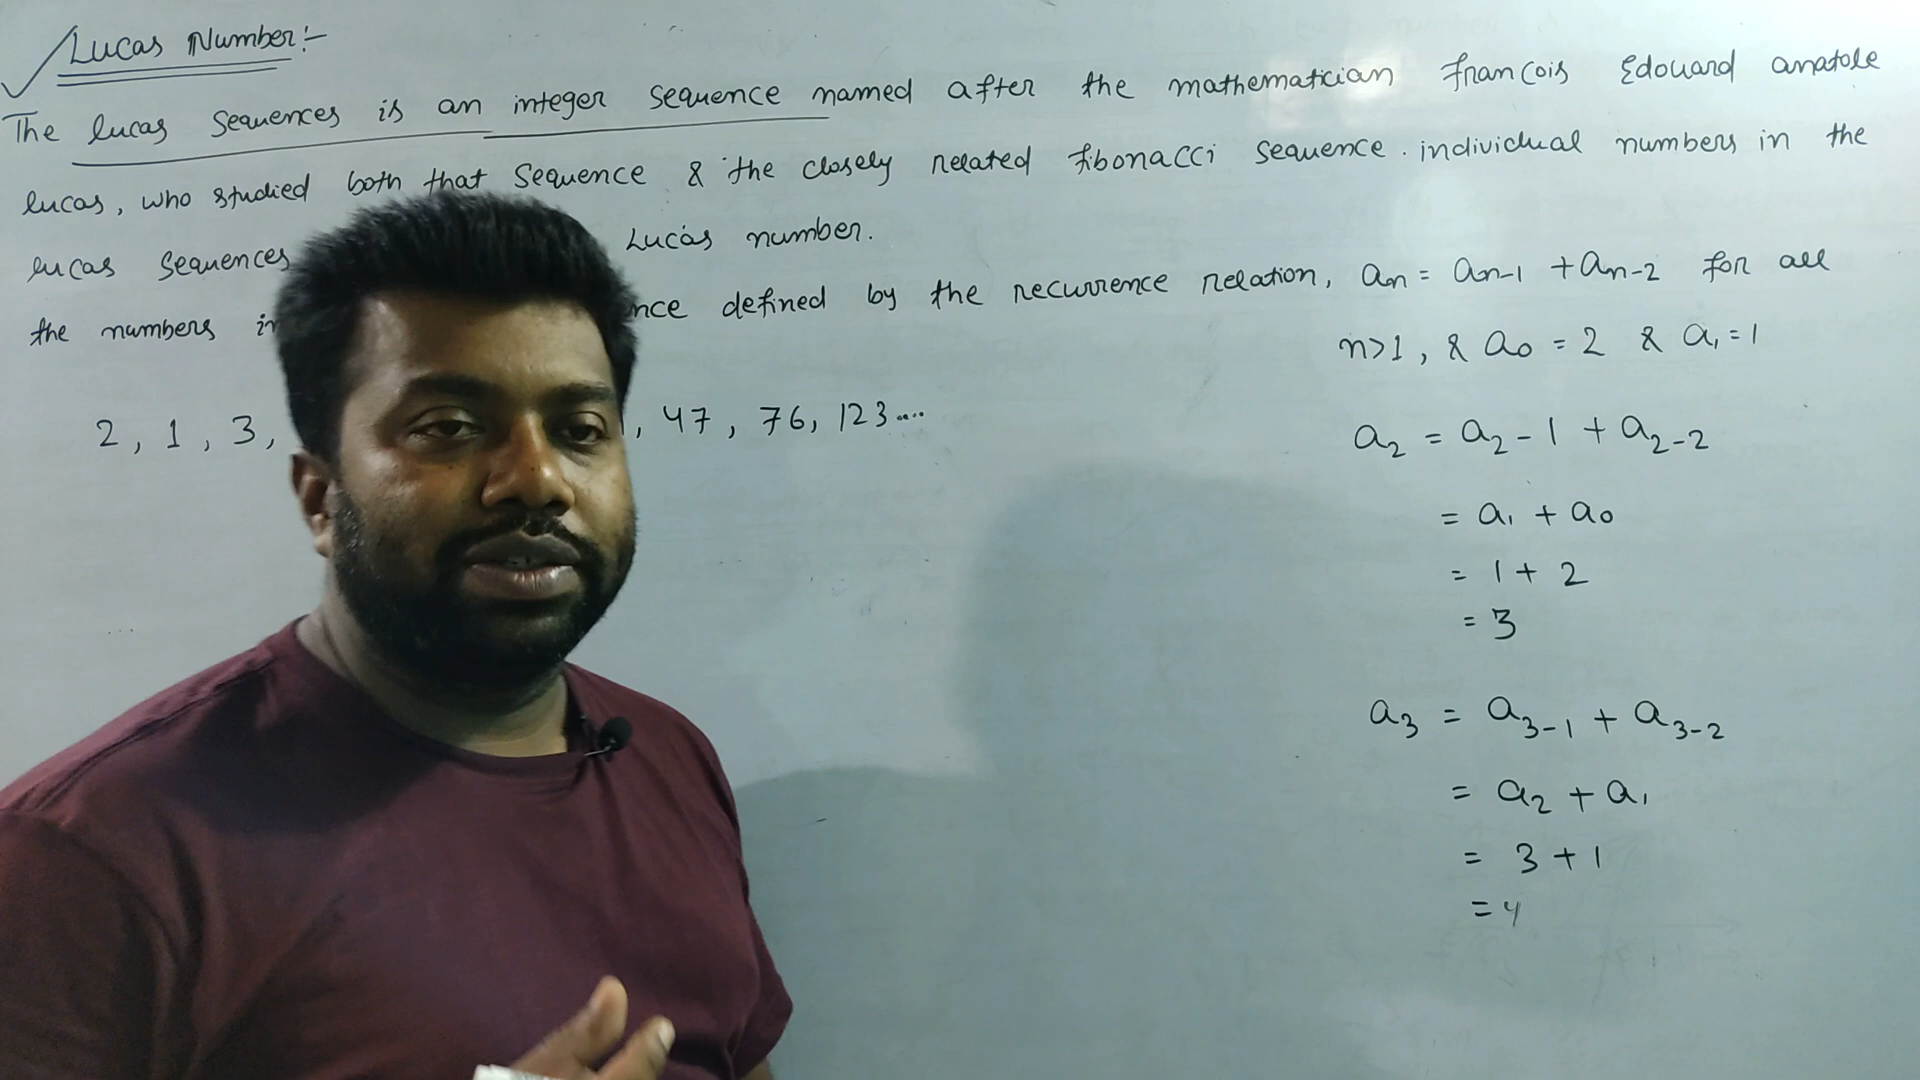 Lucas Number:-
The lucas Sequences is an integer sequence named after the mathematician francois Edouard anatole
lucas, who studied both that Sequence & the closely related fibonacci sequence. individual numbers in the
lucas Sequences Lucas number.
the numbers in nce defined by the recurrence relation, an = an-1 + an-2 for all
n>1, & a0 = 2 & a1 = 1
2, 1, 3, , 47, 76, 123....
a2 = a2-1 + a2-2
= a1 + a0
= 1 + 2
= 3
a3 = a3-1 + a3-2
= a2 + a1
= 3 + 1
= 4